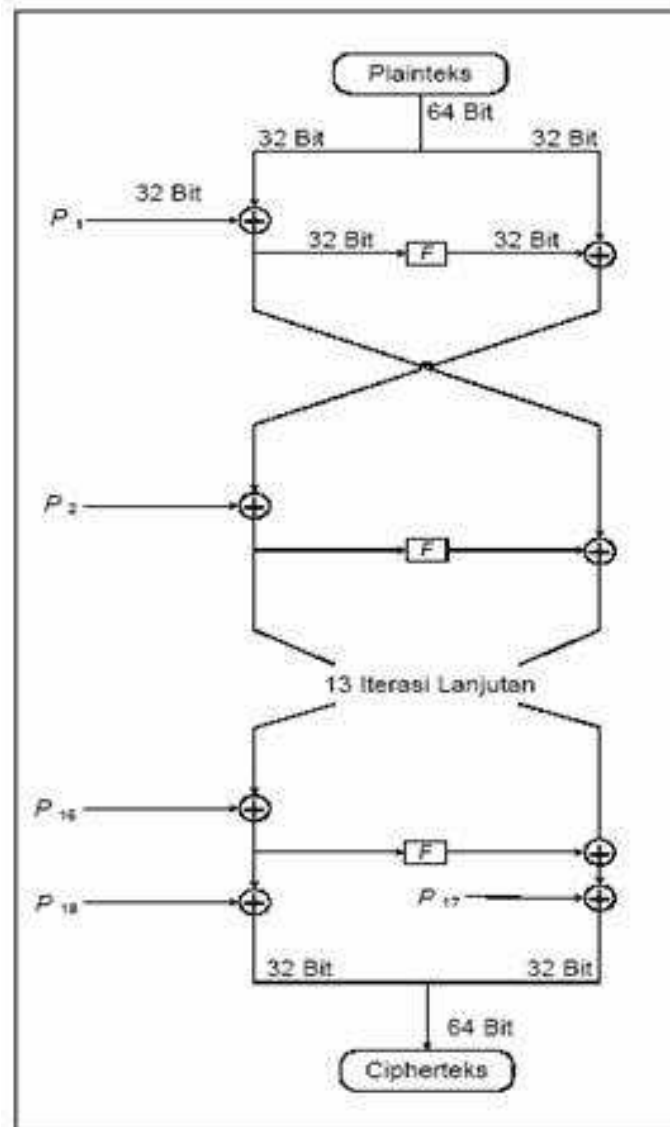 Plainteks
64 Bit
32 Bit 32 Bit
P 1 32 Bit
32 Bit F 32 Bit
P 2
F
13 Iterasi Lanjutan
P 16
F
P 18 P 17
32 Bit 32 Bit
64 Bit
Cipherteks